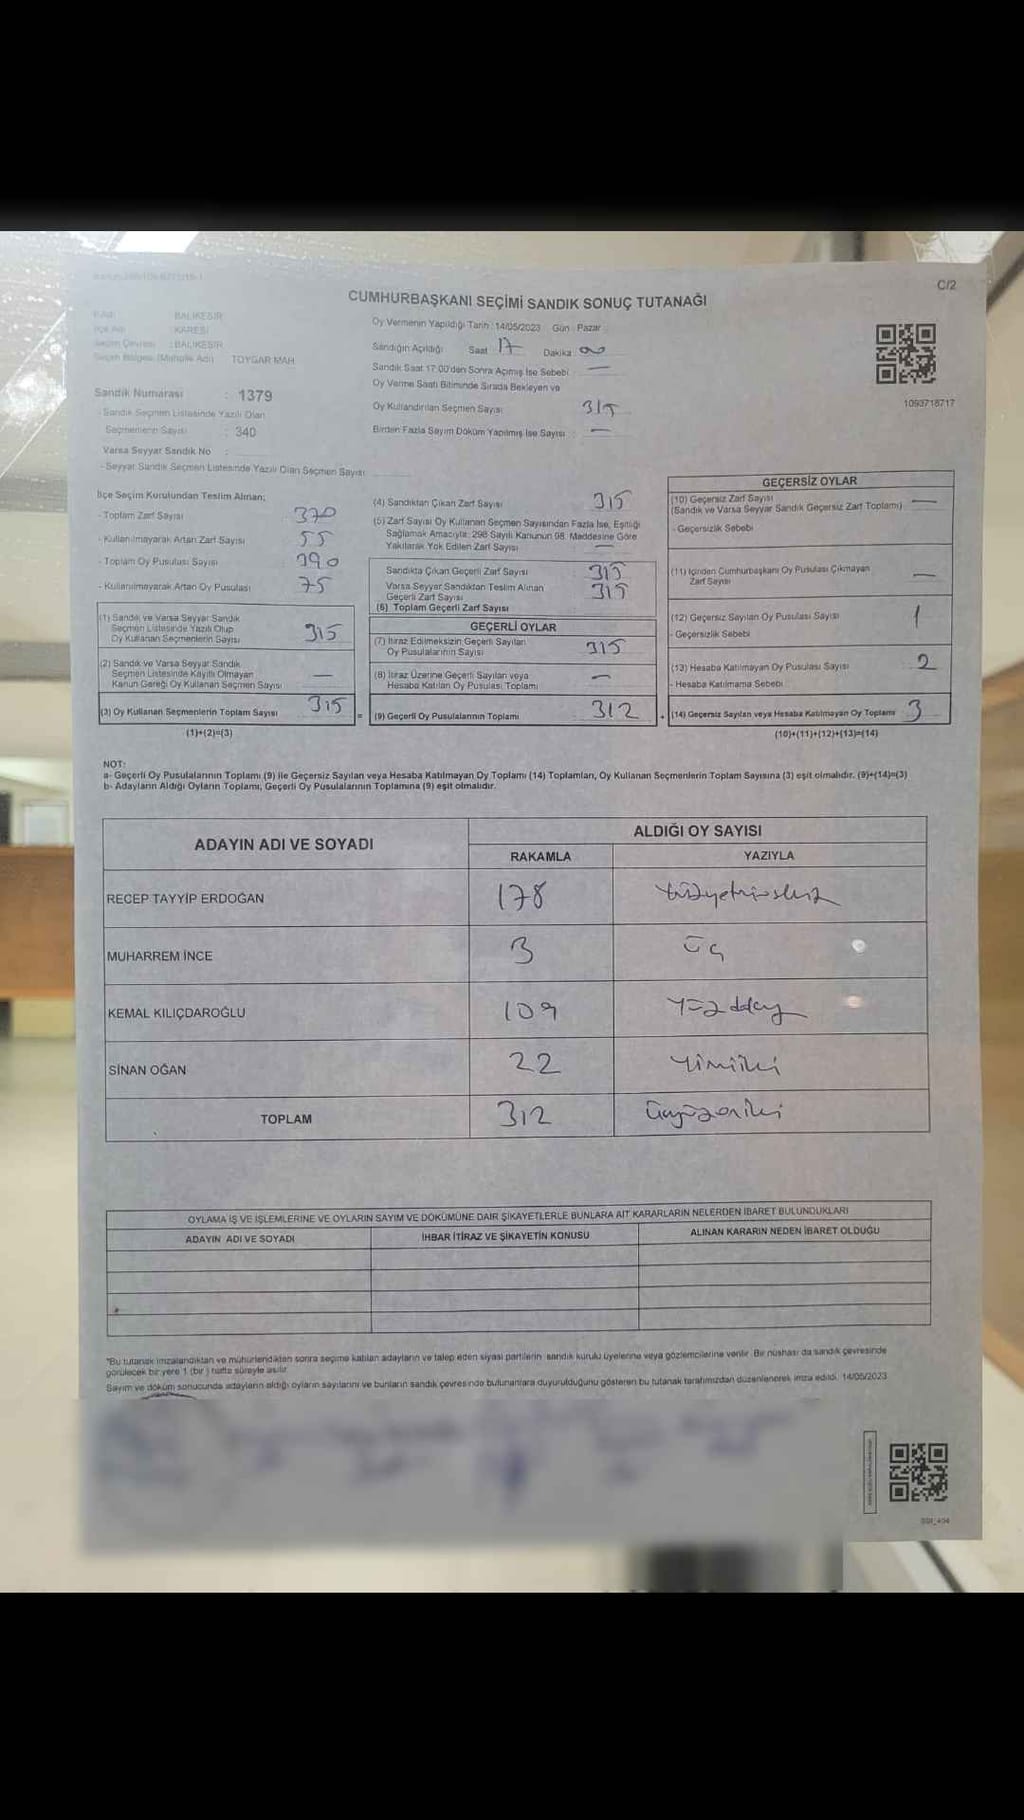 C/2
CUMHURBAŞKANI SEÇİMİ SANDIK SONUÇ TUTANAĞI
BALIKESİR
KARESİ
: BALIKESİR
TOYGAR MAH
Oy Vermenin Yapıldığı Tarih : 14/05/2023 Gün : Pazar
Sandığın Açıldığı Saat 17 Dakika : 00
Sandık Saat 17:00'den Sonra Açımış İse Sebebi : —
Oy Verme Saati Bitiminde Sırada Bekleyen ve
Oy Kullandırılan Seçmen Sayısı 315
Birden Fazla Sayım Döküm Yapılmış İse Sayısı : —
1093718717
Sandık Numarası : 1379
- Sandık Seçmen Listesinde Yazılı Olan
Seçmenlerin Sayısı : 340
Varsa Seyyar Sandık No :
- Seyyar Sandık Seçmen Listesinde Yazılı Olan Seçmen Sayısı
İlçe Seçim Kurulundan Teslim Alınan;
- Toplam Zarf Sayısı 370
- Kullanılmayarak Artan Zarf Sayısı 55
- Toplam Oy Pusulası Sayısı 390
- Kullanılmayarak Artan Oy Pusulası 75
(1) Sandık ve Varsa Seyyar Sandık
Seçmen Listesinde Yazılı Olup
Oy Kullanan Seçmenlerin Sayısı 315
(2) Sandık ve Varsa Seyyar Sandık
Seçmen Listesinde Kayıtlı Olmayan
Kanun Gereği Oy Kullanan Seçmen Sayısı —
(3) Oy Kullanan Seçmenlerin Toplam Sayısı 315 =
(1)+(2)=(3)
(4) Sandıktan Çıkan Zarf Sayısı 315
(5) Zarf Sayısı Oy Kullanan Seçmen Sayısından Fazla İse, Eşitliği
Sağlamak Amacıyla; 298 Sayılı Kanunun 98. Maddesine Göre
Yakılarak Yok Edilen Zarf Sayısı —
Sandıkta Çıkan Geçerli Zarf Sayısı 315
Varsa Seyyar Sandıktan Teslim Alınan
Geçerli Zarf Sayısı 315
(6) Toplam Geçerli Zarf Sayısı
GEÇERLİ OYLAR
(7) İtiraz Edilmeksizin Geçerli Sayılan
Oy Pusulalarının Sayısı 315
(8) İtiraz Üzerine Geçerli Sayılan veya
Hesaba Katılan Oy Pusulası Toplamı —
(9) Geçerli Oy Pusulalarının Toplamı 312 +
GEÇERSİZ OYLAR
(10) Geçersiz Zarf Sayısı —
(Sandık ve Varsa Seyyar Sandık Geçersiz Zarf Toplamı)
- Geçersizlik Sebebi
(11) İçinden Cumhurbaşkanı Oy Pusulası Çıkmayan
Zarf Sayısı —
(12) Geçersiz Sayılan Oy Pusulası Sayısı 1
- Geçersizlik Sebebi
(13) Hesaba Katılmayan Oy Pusulası Sayısı 2
- Hesaba Katılmama Sebebi
(14) Geçersiz Sayılan veya Hesaba Katılmayan Oy Toplamı 3
(10)+(11)+(12)+(13)=(14)
NOT:
a- Geçerli Oy Pusulalarının Toplamı (9) ile Geçersiz Sayılan veya Hesaba Katılmayan Oy Toplamı (14) Toplamları, Oy Kullanan Seçmenlerin Toplam Sayısına (3) eşit olmalıdır. (9)+(14)=(3)
b- Adayların Aldığı Oyların Toplamı, Geçerli Oy Pusulalarının Toplamına (9) eşit olmalıdır.
ADAYIN ADI VE SOYADI
ALDIĞI OY SAYISI
RAKAMLA YAZIYLA
RECEP TAYYİP ERDOĞAN 178
MUHARREM İNCE 3 üç
KEMAL KILIÇDAROĞLU 109
SİNAN OĞAN 22
TOPLAM 312 üçyüzoniki
OYLAMA İŞ VE İŞLEMLERİNE VE OYLARIN SAYIM VE DÖKÜMÜNE DAİR ŞİKAYETLERLE BUNLARA AİT KARARLARIN NELERDEN İBARET BULUNDUKLARI
ADAYIN ADI VE SOYADI İHBAR İTİRAZ VE ŞİKAYETİN KONUSU ALINAN KARARIN NEDEN İBARET OLDUĞU
*Bu tutanak imzalandıktan ve mühürlendikten sonra seçime katılan adayların ve talep eden siyasi partilerin sandık kurulu üyelerine veya gözlemcilerine verilir. Bir nüshası da sandık çevresinde
görülecek bir yere 1 (bir) hafta süreyle asılır.
Sayım ve döküm sonucunda adayların aldığı oyların sayılarını ve bunların sandık çevresinde bulunanlara duyurulduğunu gösteren bu tutanak tarafımızdan düzenlenerek imza edildi. 14/05/2023